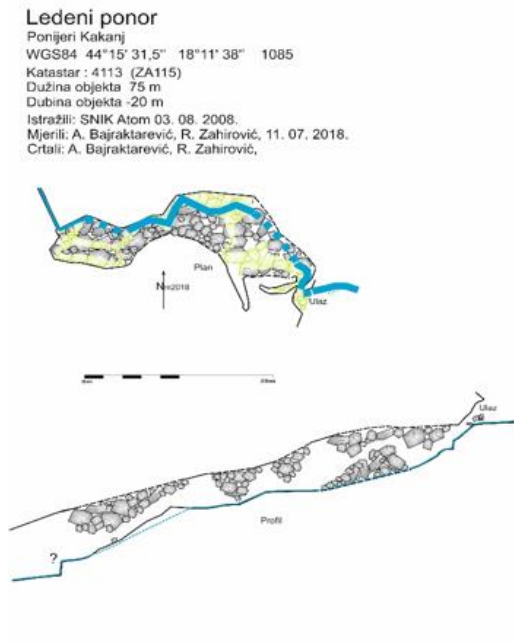 Ledeni ponor
Ponijeri Kakanj
WGS84 44°15' 31,5" 18°11' 38" 1085
Katastar : 4113 (ZA115)
Dužina objekta 75 m
Dubina objekta -20 m
Istražili: SNIK Atom 03. 08. 2008.
Mjerili: A. Bajraktarević, R. Zahirović, 11. 07. 2018.
Crtali: A. Bajraktarević, R. Zahirović,
Plan
Nm2018
Ulaz
Ulaz
Profil
?